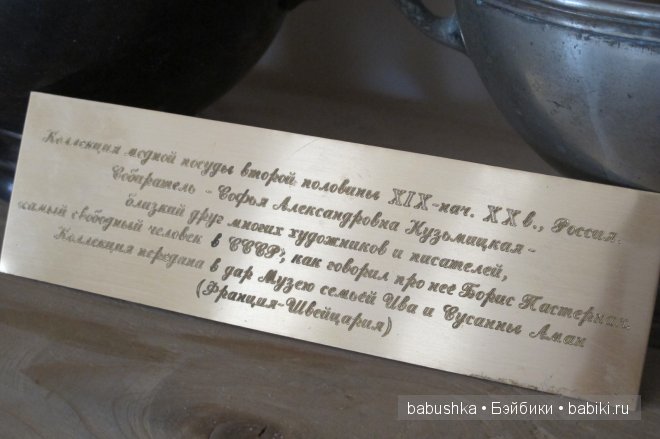 Коллекция медной посуды второй половины XIX-нач. XX в., Россия.
Собиратель - Софья Александровна Кузьмицкая -
близкий друг многих художников и писателей,
самый свободный человек в СССР, как говорил про неё Борис Пастернак.
Коллекция передана в дар Музею семьёй Ива и Сусанны Аман
(Франция-Швейцария)
babushka • Бэйбики • babiki.ru